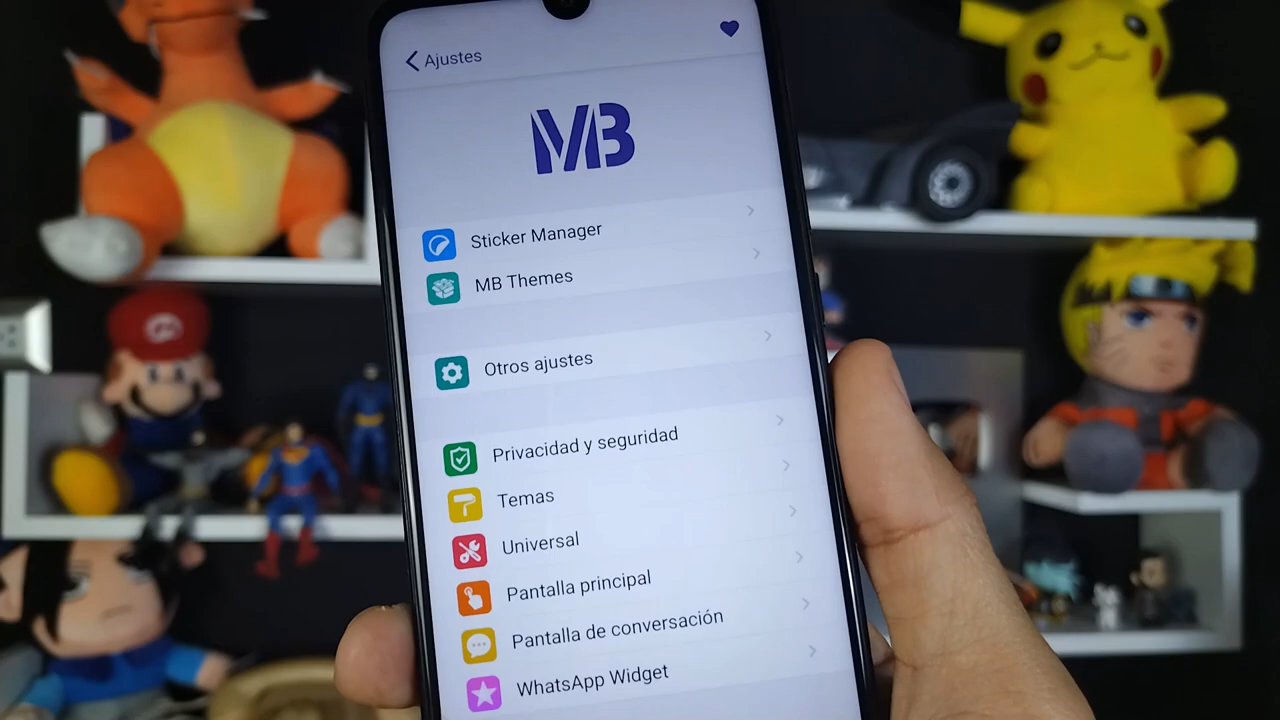 Ajustes
MB
Sticker Manager
MB Themes
Otros ajustes
Privacidad y seguridad
Temas
Universal
Pantalla principal
Pantalla de conversación
WhatsApp Widget